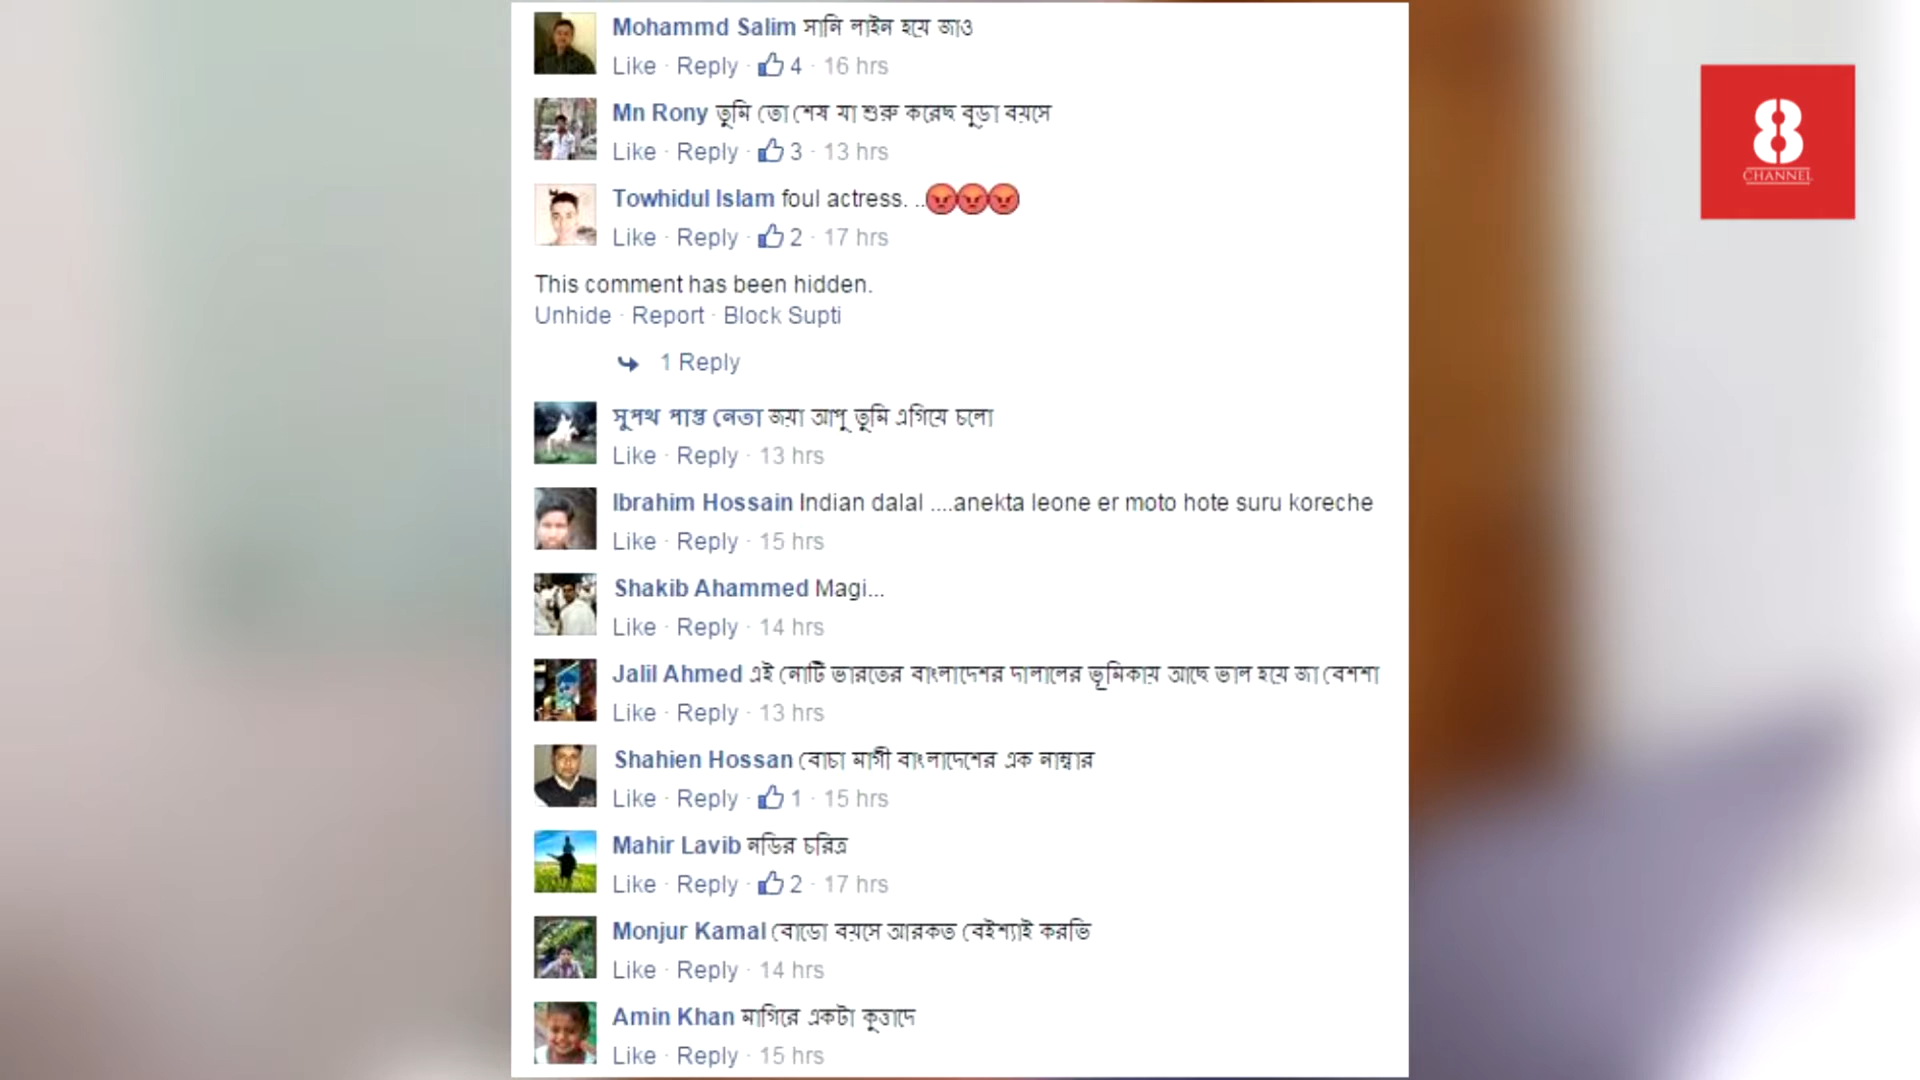 Mohammd Salim সানি লাইন হয়ে জাও
Like · Reply · 4 · 16 hrs
Mn Rony তুমি তো শেষ যা শুরু করেছ বুড়া বয়সে
Like · Reply · 3 · 13 hrs
Towhidul Islam foul actress. ..😡😡😡
Like · Reply · 2 · 17 hrs
This comment has been hidden.
Unhide · Report · Block Supti
1 Reply
সুপথ পাপ্ত নেতা জয়া আপু তুমি এগিয়ে চলো
Like · Reply · 13 hrs
Ibrahim Hossain Indian dalal ....anekta leone er moto hote suru koreche
Like · Reply · 15 hrs
Shakib Ahammed Magi...
Like · Reply · 14 hrs
Jalil Ahmed এই নোটি ভারতের বাংলাদেশর দালালের ভূমিকায় আছে ভাল হয়ে জা বেশশা
Like · Reply · 13 hrs
Shahien Hossan বোচা মাগী বাংলাদেশের এক নাম্বার
Like · Reply · 1 · 15 hrs
Mahir Lavib নডির চরিত্র
Like · Reply · 2 · 17 hrs
Monjur Kamal বোডো বয়সে আরকত বেইশ্যাই করভি
Like · Reply · 14 hrs
Amin Khan মাগিরে একটা কুত্তাদে
Like · Reply · 15 hrs
8
CHANNEL